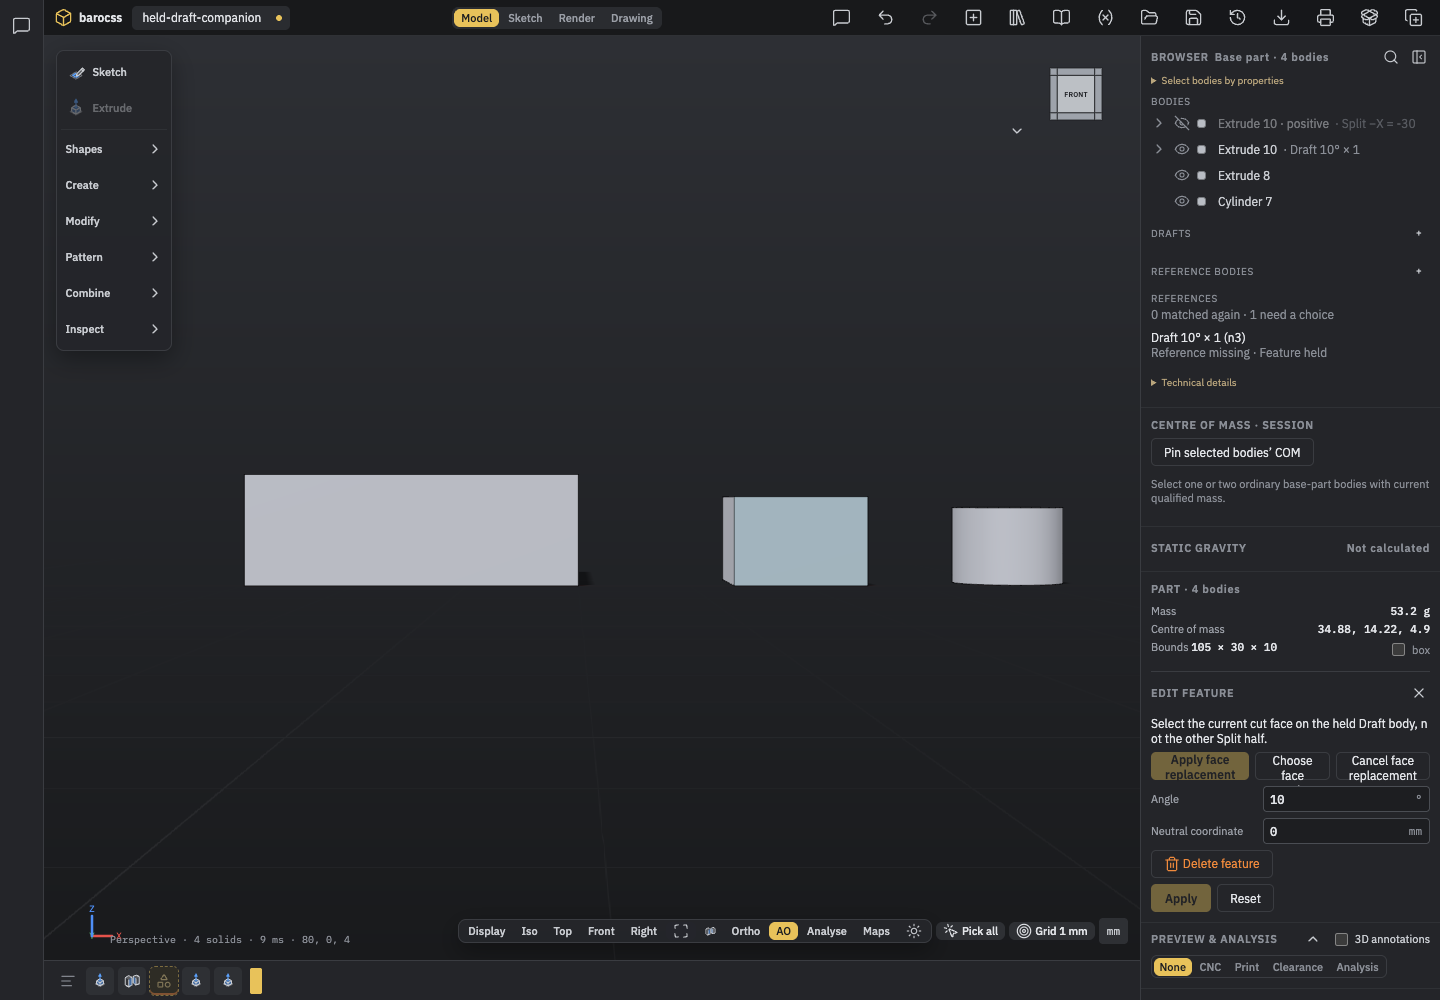 barocss
held-draft-companion
Model
Sketch
Render
Drawing
Sketch
Extrude
Shapes
Create
Modify
Pattern
Combine
Inspect
FRONT
BROWSER Base part · 4 bodies
Select bodies by properties
BODIES
Extrude 10 · positive · Split −X = -30
Extrude 10 · Draft 10° × 1
Extrude 8
Cylinder 7
DRAFTS
REFERENCE BODIES
REFERENCES
0 matched again · 1 need a choice
Draft 10° × 1 (n3)
Reference missing · Feature held
Technical details
CENTRE OF MASS · SESSION
Pin selected bodies’ COM
Select one or two ordinary base-part bodies with current
qualified mass.
STATIC GRAVITY Not calculated
PART · 4 bodies
Mass 53.2 g
Centre of mass 34.88, 14.22, 4.9
Bounds 105 × 30 × 10 box
EDIT FEATURE
Select the current cut face on the held Draft body, n
ot the other Split half.
Apply face
replacement
Choose
face
Cancel face
replacement
Angle 10 °
Neutral coordinate 0 mm
Delete feature
Apply
Reset
PREVIEW & ANALYSIS 3D annotations
None CNC Print Clearance Analysis
Z
X
Perspective · 4 solids · 9 ms · 80, 0, 4
Display Iso Top Front Right Ortho AO Analyse Maps
Pick all
Grid 1 mm
mm